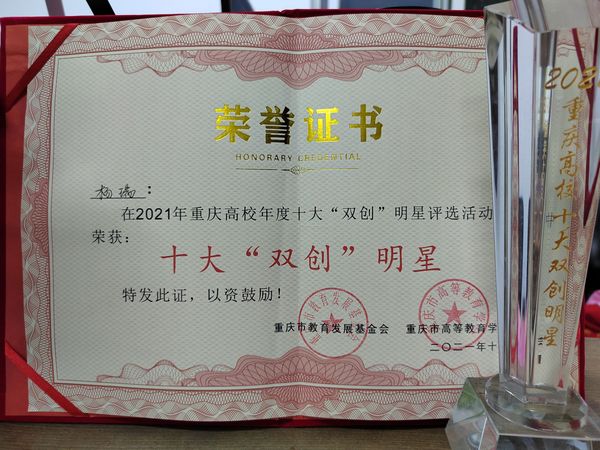 荣誉证书
HONORARY CREDENTIAL
杨瑞：
在2021年重庆高校年度十大“双创”明星评选活动
荣获：
十大“双创”明星
特发此证，以资鼓励！
重庆市教育发展基金会 重庆市高等教育学
二〇二一年十
202
重庆高校十大双创明星